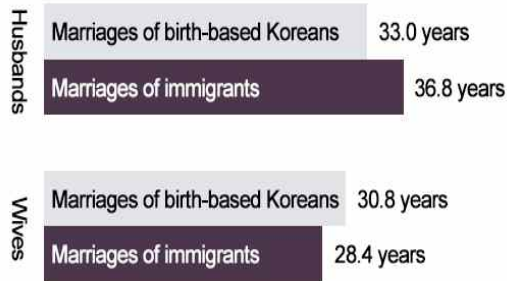 Husbands
Marriages of birth-based Koreans 33.0 years
Marriages of immigrants 36.8 years
Wives
Marriages of birth-based Koreans 30.8 years
Marriages of immigrants 28.4 years